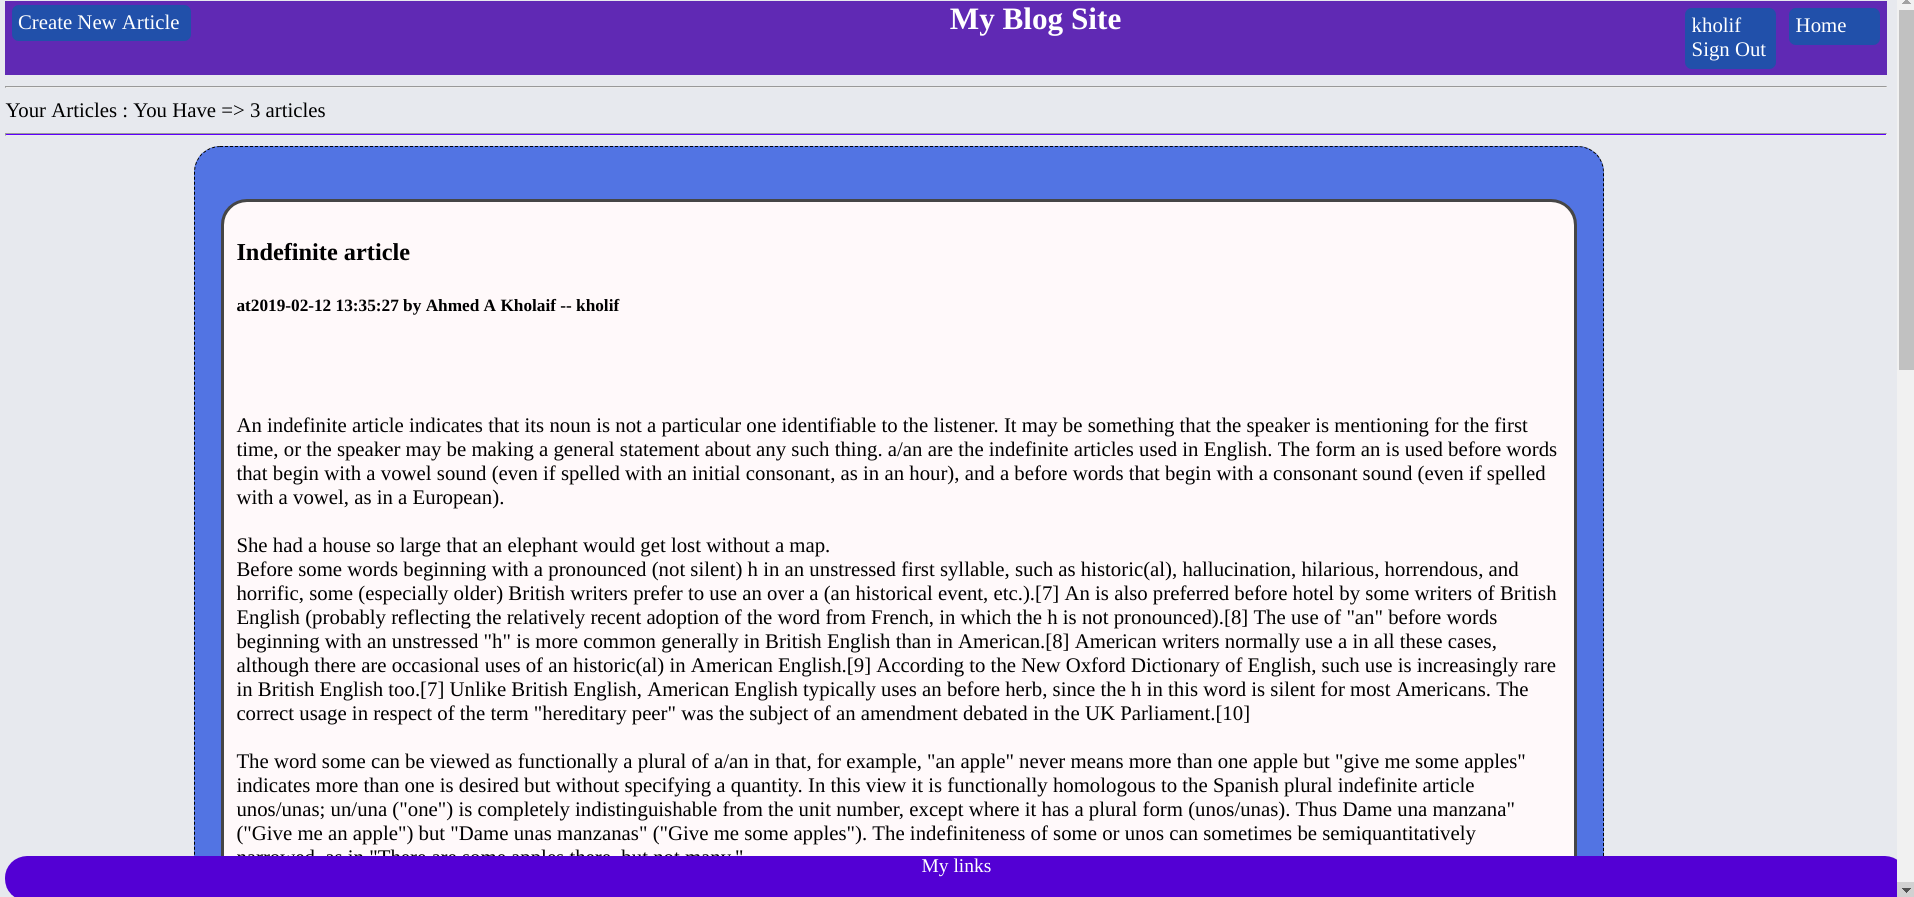 Create New Article
My Blog Site
kholif
Sign Out
Home
Your Articles : You Have => 3 articles
Indefinite article
at2019-02-12 13:35:27 by Ahmed A Kholaif -- kholif
An indefinite article indicates that its noun is not a particular one identifiable to the listener. It may be something that the speaker is mentioning for the first
time, or the speaker may be making a general statement about any such thing. a/an are the indefinite articles used in English. The form an is used before words
that begin with a vowel sound (even if spelled with an initial consonant, as in an hour), and a before words that begin with a consonant sound (even if spelled
with a vowel, as in a European).
She had a house so large that an elephant would get lost without a map.
Before some words beginning with a pronounced (not silent) h in an unstressed first syllable, such as historic(al), hallucination, hilarious, horrendous, and
horrific, some (especially older) British writers prefer to use an over a (an historical event, etc.).[7] An is also preferred before hotel by some writers of British
English (probably reflecting the relatively recent adoption of the word from French, in which the h is not pronounced).[8] The use of "an" before words
beginning with an unstressed "h" is more common generally in British English than in American.[8] American writers normally use a in all these cases,
although there are occasional uses of an historic(al) in American English.[9] According to the New Oxford Dictionary of English, such use is increasingly rare
in British English too.[7] Unlike British English, American English typically uses an before herb, since the h in this word is silent for most Americans. The
correct usage in respect of the term "hereditary peer" was the subject of an amendment debated in the UK Parliament.[10]
The word some can be viewed as functionally a plural of a/an in that, for example, "an apple" never means more than one apple but "give me some apples"
indicates more than one is desired but without specifying a quantity. In this view it is functionally homologous to the Spanish plural indefinite article
unos/unas; un/una ("one") is completely indistinguishable from the unit number, except where it has a plural form (unos/unas). Thus Dame una manzana"
("Give me an apple") but "Dame unas manzanas" ("Give me some apples"). The indefiniteness of some or unos can sometimes be semiquantitatively
narrowed, as in "There are some apples there, but not many."
My links